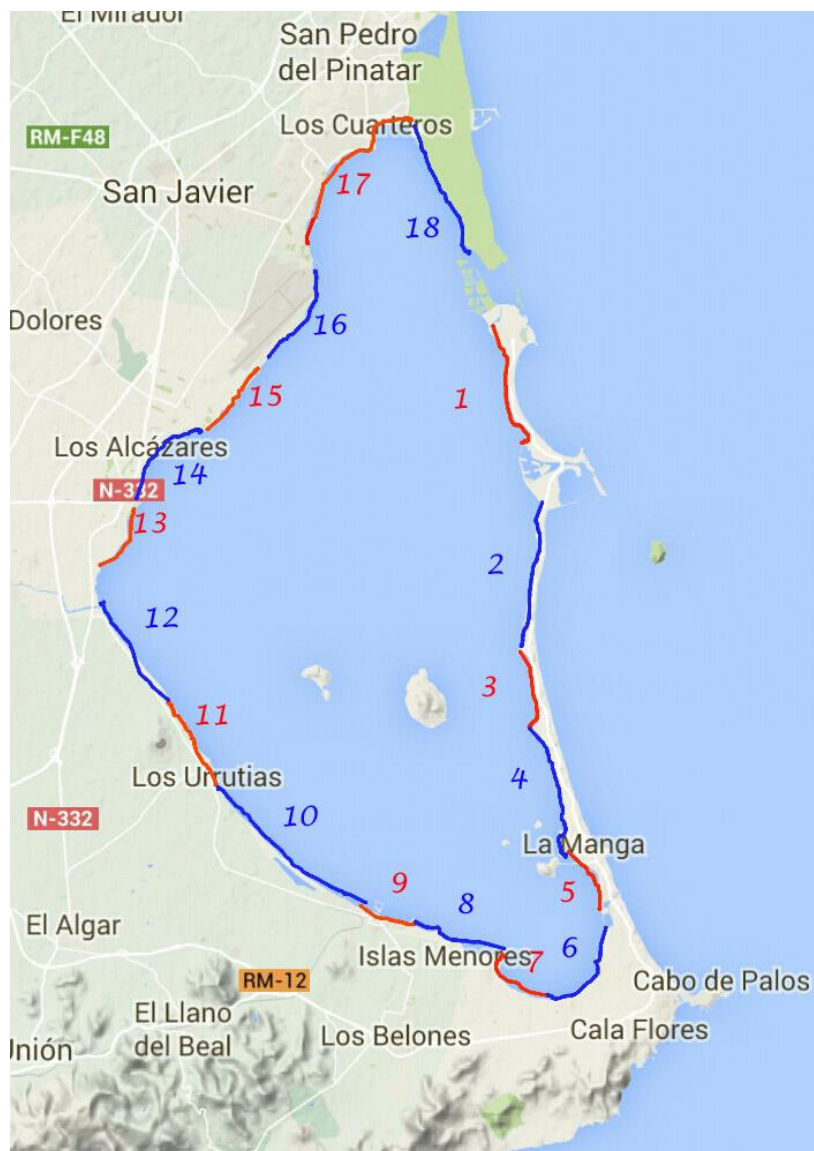 El Mirador
San Pedro
del Pinatar
Los Cuarteros
RM-F48
San Javier
17
18
16
Dolores
15
1
Los Alcázares
14
N-332
13
2
12
3
11
4
Los Urrutias
10
N-332
La Manga
9
5
8
El Algar
6
Islas Menores
7
RM-12
Cabo de Palos
El Llano
del Beal
Los Belones
Cala Flores
Unión